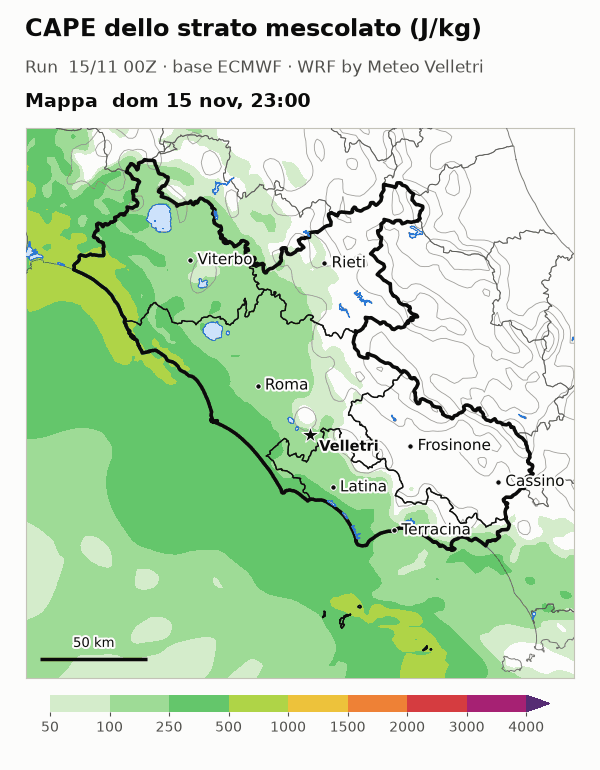 CAPE dello strato mescolato (J/kg)
Run  15/11 00Z · base ECMWF · WRF by Meteo Velletri
Mappa  dom 15 nov, 23:00
Viterbo
Rieti
Roma
Velletri
Frosinone
Cassino
Latina
Terracina
50 km
50 100 250 500 1000 1500 2000 3000 4000